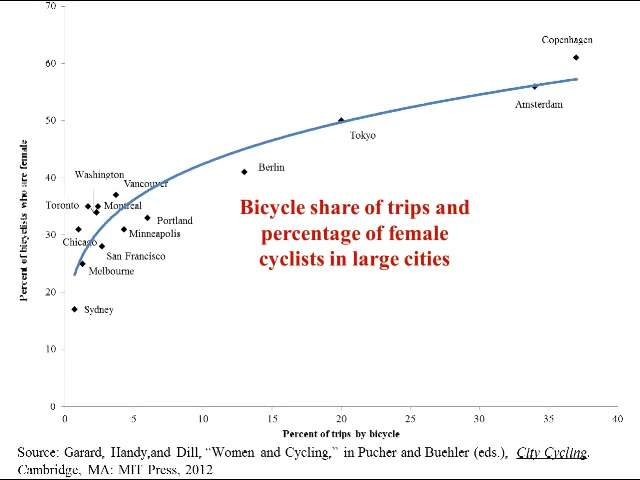 70
60
50
40
30
20
10
0
Percent of bicyclists who are female
Copenhagen
Amsterdam
Tokyo
Berlin
Washington
Vancouver
Toronto
Montreal
Portland
Chicago
Minneapolis
San Francisco
Melbourne
Sydney
Bicycle share of trips and
percentage of female
cyclists in large cities
0 5 10 15 20 25 30 35 40
Percent of trips by bicycle
Source: Garard, Handy,and Dill, “Women and Cycling,” in Pucher and Buehler (eds.), City Cycling.
Cambridge, MA: MIT Press, 2012